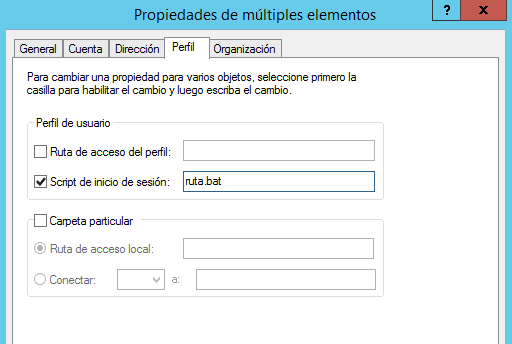 Propiedades de múltiples elementos
? x
General Cuenta Dirección Perfil Organización
Para cambiar una propiedad para varios objetos, seleccione primero la
casilla para habilitar el cambio y luego escriba el cambio.
Perfil de usuario
Ruta de acceso del perfil:
Script de inicio de sesión: ruta.bat
Carpeta particular
Ruta de acceso local:
Conectar: a: